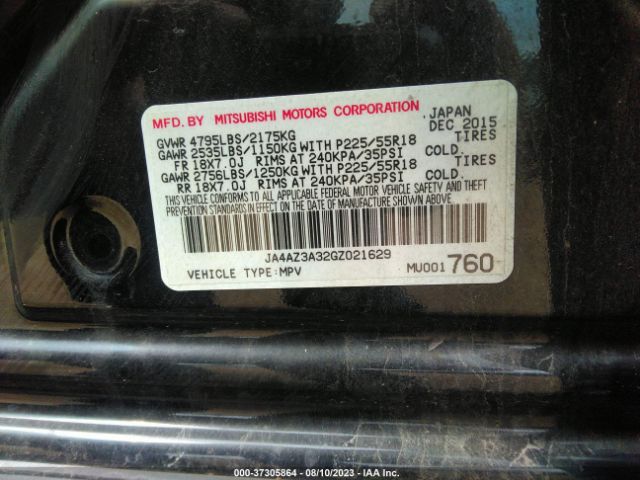 MFD. BY MITSUBISHI MOTORS CORPORATION JAPAN
GVWR 4795LBS/2175KG DEC 2015
GAWR 2535LBS/1150KG WITH P225/55R18 TIRES
FR 18X7.0J RIMS AT 240KPA/35PSI COLD.
GAWR 2756LBS/1250KG WITH P225/55R18 TIRES
RR 18X7.0J RIMS AT 240KPA/35PSI COLD.
THIS VEHICLE CONFORMS TO ALL APPLICABLE FEDERAL MOTOR VEHICLE SAFETY AND THEFT
PREVENTION STANDARDS IN EFFECT ON THE DATE OF MANUFACTURE SHOWN ABOVE.
JA4AZ3A32GZ021629
VEHICLE TYPE:MPV MU001760
0-37305864 - 08/10/2023 - IAA Inc.